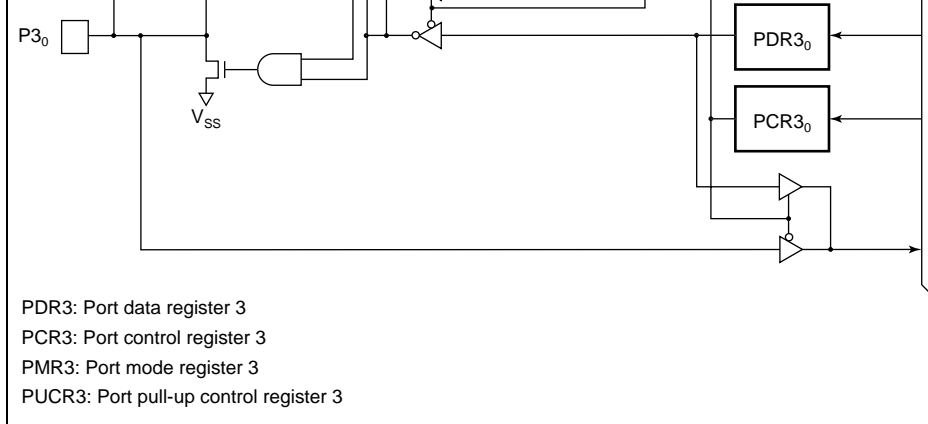 P3₀
PDR3₀
PCR3₀
V_SS
PDR3: Port data register 3
PCR3: Port control register 3
PMR3: Port mode register 3
PUCR3: Port pull-up control register 3